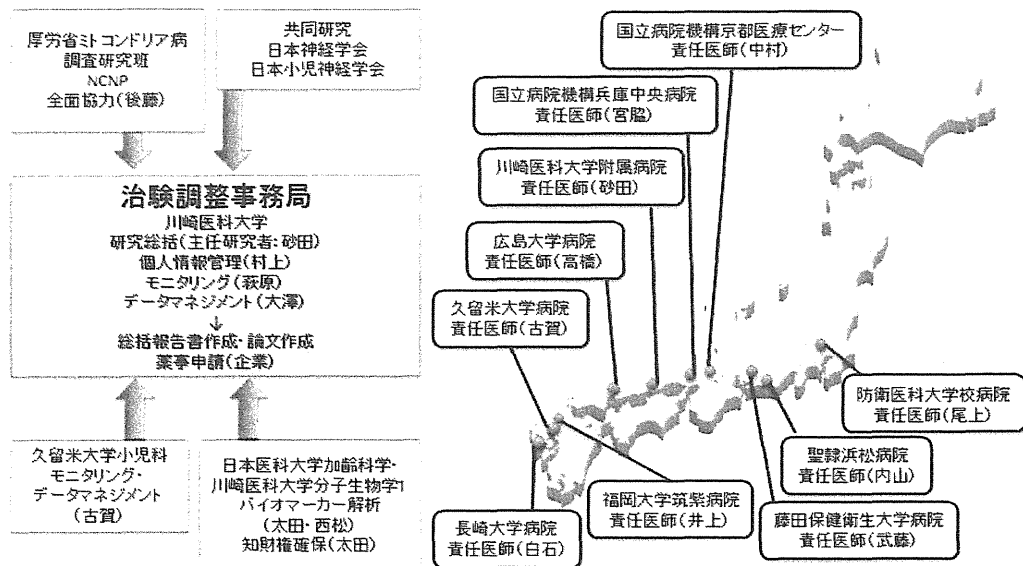 厚労省ミトコンドリア病
調査研究班
NCNP
全面協力(後藤)
共同研究
日本神経学会
日本小児神経学会
治験調整事務局
川崎医科大学
研究総括(主任研究者:砂田)
個人情報管理(村上)
モニタリング(萩原)
データマネジメント(大澤)
↓
総括報告書作成・論文作成
薬事申請(企業)
久留米大学小児科
モニタリング・
データマネジメント
(古賀)
日本医科大学加齢科学・
川崎医科大学分子生物学1
バイオマーカー解析
(太田・西松)
知財権確保(太田)
国立病院機構京都医療センター
責任医師(中村)
国立病院機構兵庫中央病院
責任医師(宮脇)
川崎医科大学附属病院
責任医師(砂田)
広島大学病院
責任医師(高橋)
久留米大学病院
責任医師(古賀)
防衛医科大学校病院
責任医師(尾上)
聖隷浜松病院
責任医師(内山)
福岡大学筑紫病院
責任医師(井上)
藤田保健衛生大学病院
責任医師(武藤)
長崎大学病院
責任医師(白石)